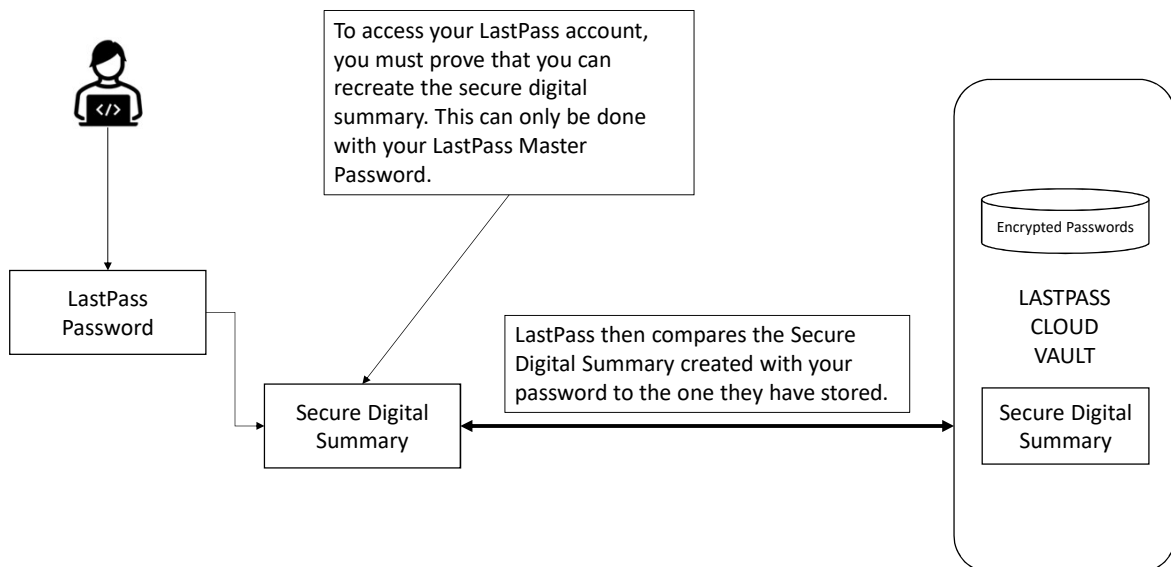 To access your LastPass account,
you must prove that you can
recreate the secure digital
summary. This can only be done
with your LastPass Master
Password.
</>
Encrypted Passwords
LastPass
Password
LASTPASS
CLOUD
VAULT
LastPass then compares the Secure
Digital Summary created with your
password to the one they have stored.
Secure Digital
Summary
Secure Digital
Summary